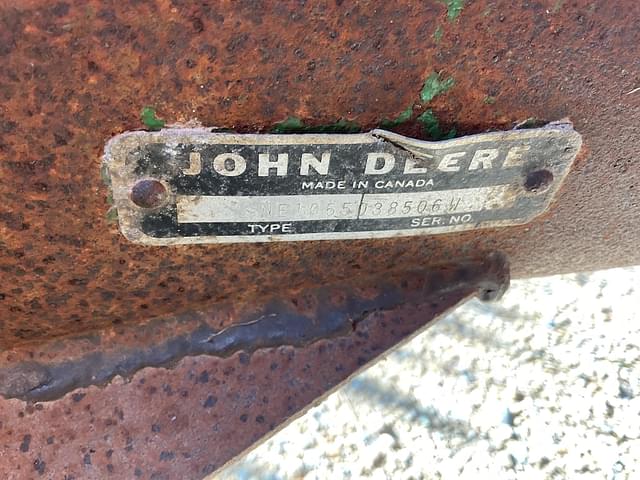 JOHN DEERE
MADE IN CANADA
TYPE SER. NO.